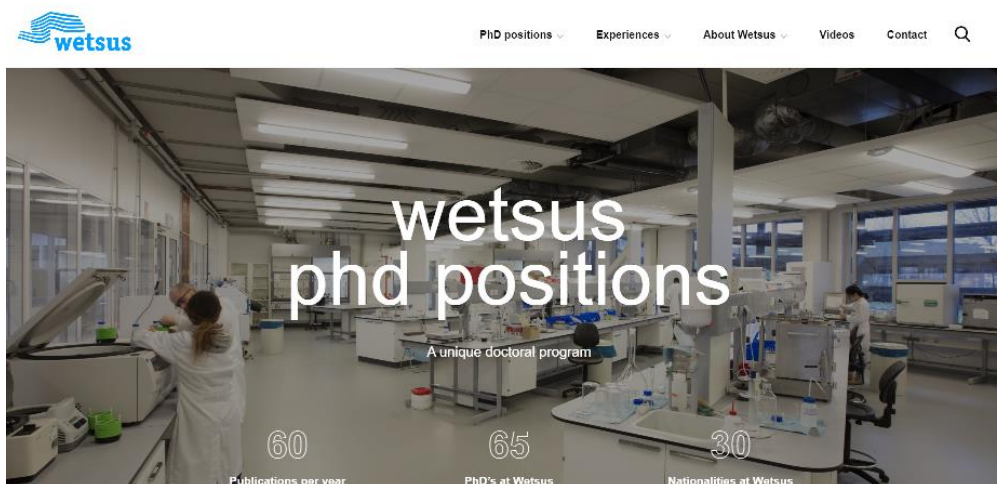 wetsus
PhD positions
Experiences
About Wetsus
Videos
Contact
wetsus
phd positions
A unique doctoral program
60
65
30
Publications per year
PhD's at Wetsus
Nationalities at Wetsus